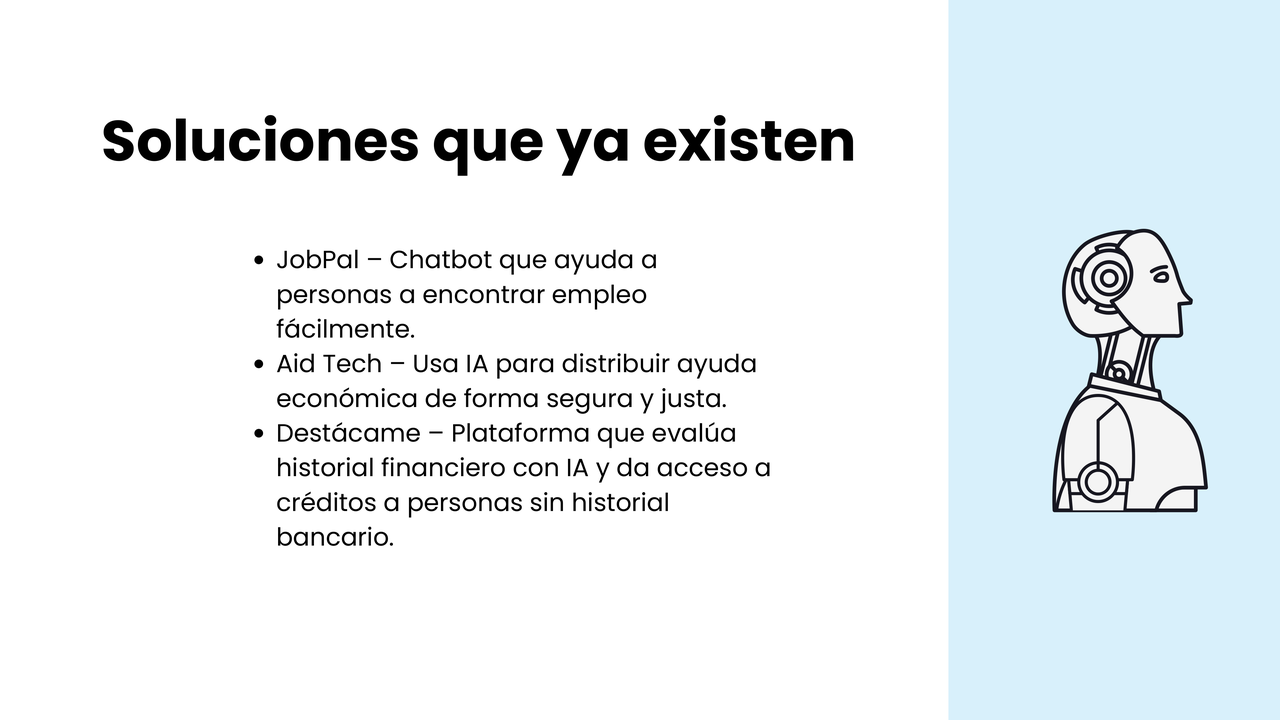 Soluciones que ya existen
• JobPal – Chatbot que ayuda a
personas a encontrar empleo
fácilmente.
• Aid Tech – Usa IA para distribuir ayuda
económica de forma segura y justa.
• Destácame – Plataforma que evalúa
historial financiero con IA y da acceso a
créditos a personas sin historial
bancario.